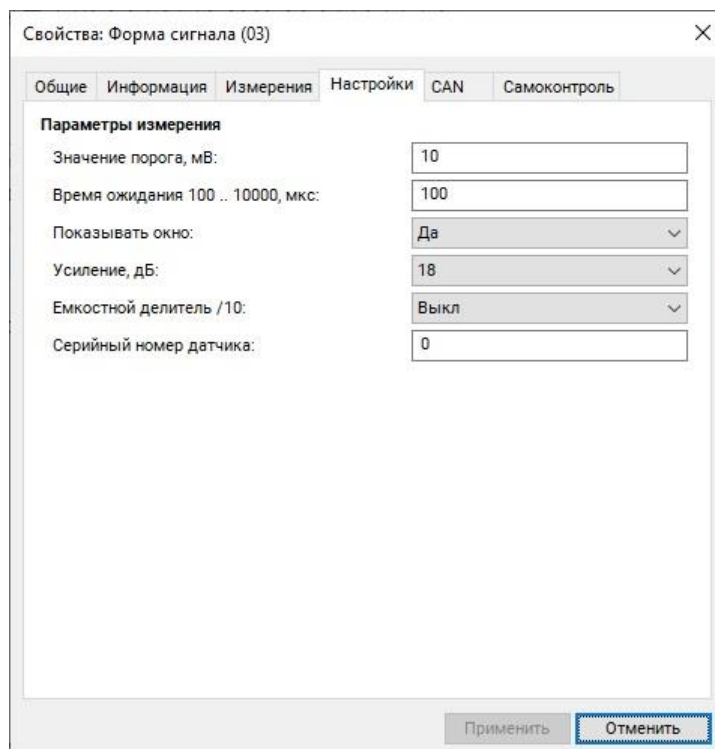 Свойства: Форма сигнала (03)
Общие Информация Измерения Настройки CAN Самоконтроль
Параметры измерения
Значение порога, мВ: 10
Время ожидания 100 .. 10000, мкс: 100
Показывать окно: Да
Усиление, дБ: 18
Емкостной делитель /10: Выкл
Серийный номер датчика: 0
Применить Отменить